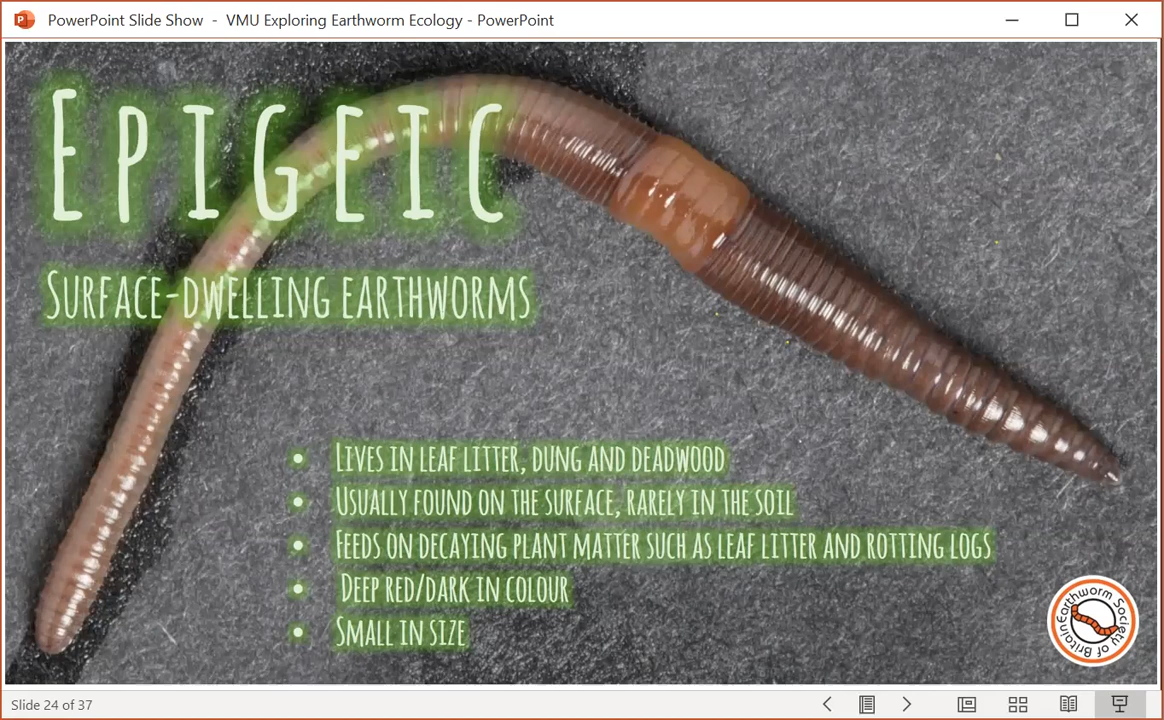 PowerPoint Slide Show - VMU Exploring Earthworm Ecology - PowerPoint
EPIGEIC
SURFACE-DWELLING EARTHWORMS
• LIVES IN LEAF LITTER, DUNG AND DEADWOOD
• USUALLY FOUND ON THE SURFACE, RARELY IN THE SOIL
• FEEDS ON DECAYING PLANT MATTER SUCH AS LEAF LITTER AND ROTTING LOGS
• DEEP RED/DARK IN COLOUR
• SMALL IN SIZE
Earthworm Society of Britain
Slide 24 of 37